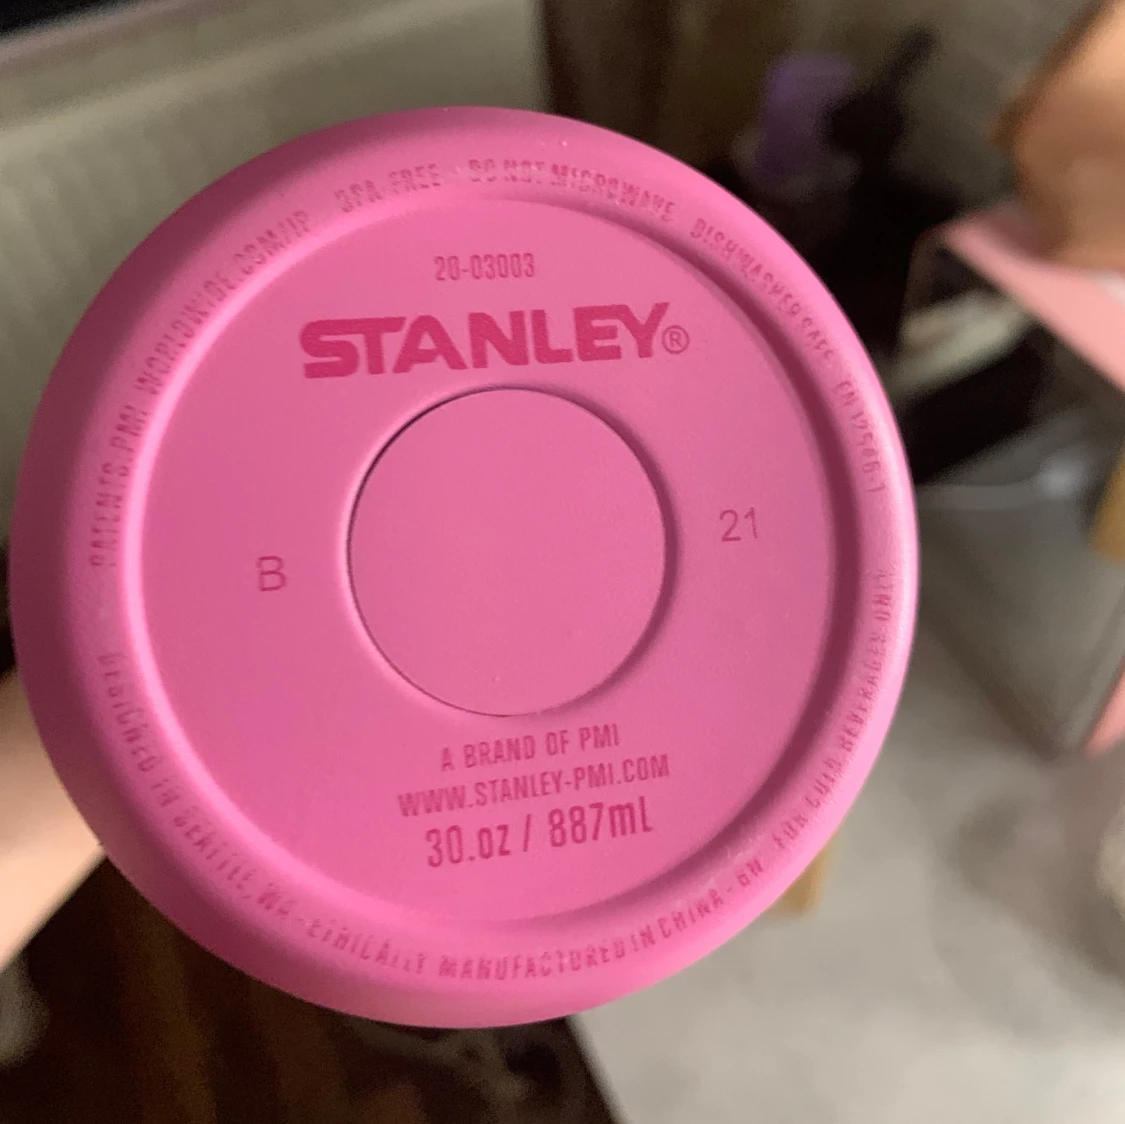 PATENTS.PMI-WORLDWIDE.COM/IP BPA-FREE · DO NOT MICROWAVE DISHWASHER SAFE EN 12546-1
20-03003
STANLEY®
B
21
A BRAND OF PMI
WWW.STANLEY-PMI.COM
30.oz / 887mL
DESIGNED IN SEATTLE, WA - ETHICALLY MANUFACTURED IN CHINA - FOR COLD BEVERAGES ONLY